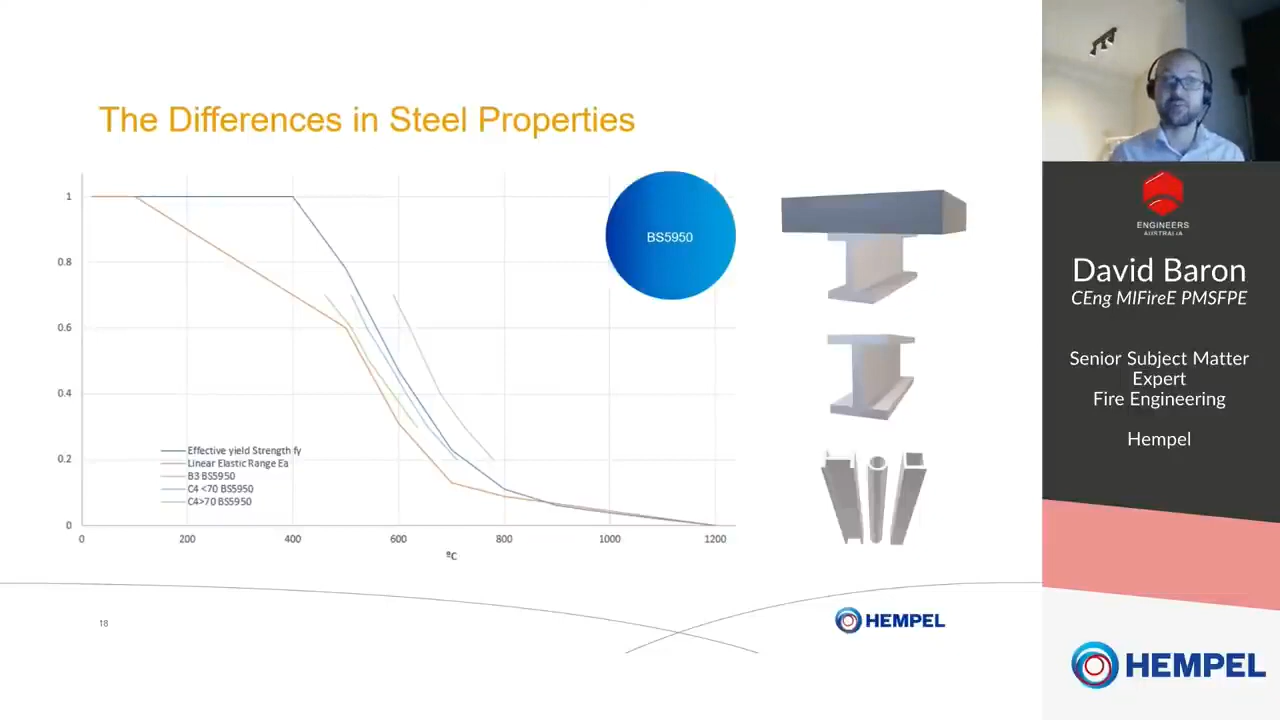 The Differences in Steel Properties
1
0.8
0.6
0.4
0.2
0
0
200
400
600
800
1000
1200
ºC
Effective yield Strength fy
Linear Elastic Range Ea
B3 BS5950
C4 <70 BS5950
C4>70 BS5950
BS5950
18
HEMPEL
ENGINEERS
AUSTRALIA
David Baron
CEng MIFireE PMSFPE
Senior Subject Matter
Expert
Fire Engineering
Hempel
HEMPEL